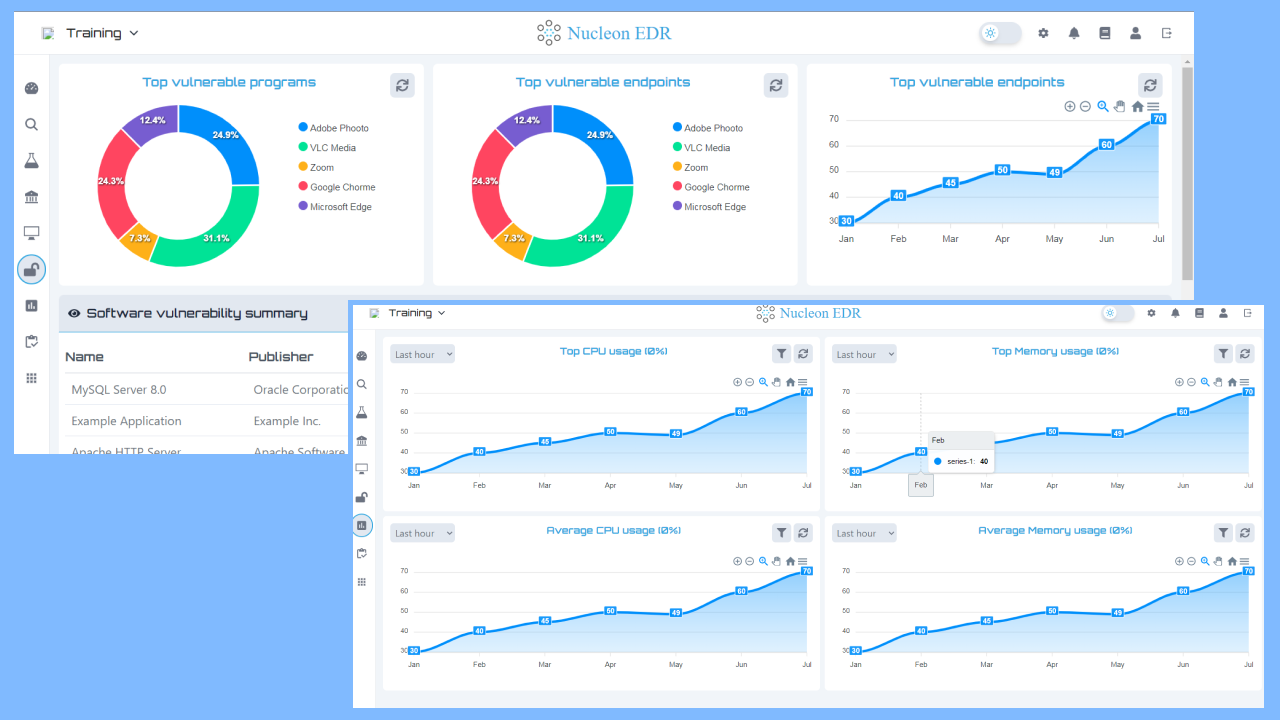 Training
Nucleon EDR
Top vulnerable programs
24.9%
31.1%
7.3%
24.3%
12.4%
Adobe Phooto
VLC Media
Zoom
Google Chorme
Microsoft Edge
Top vulnerable endpoints
24.9%
31.1%
7.3%
24.3%
12.4%
Adobe Phooto
VLC Media
Zoom
Google Chorme
Microsoft Edge
Top vulnerable endpoints
70
60
50
40
30
30 40 45 50 49 60 70
Jan Feb Mar Apr May Jun Jul
Software vulnerability summary
Name Publisher
MySQL Server 8.0 Oracle Corporatio
Example Application Example Inc.
Apache HTTP Server Apache Software
Training
Nucleon EDR
Last hour
Top CPU usage (0%)
70
60
50
40
30
30 40 45 50 49 60 70
Jan Feb Mar Apr May Jun Jul
Last hour
Top Memory usage (0%)
70
60
50
40
30
30 40 50 49 60 70
Feb
series-1: 40
Jan Feb Mar Apr May Jun Jul
Last hour
Average CPU usage (0%)
70
60
50
40
30
30 40 45 50 49 60 70
Jan Feb Mar Apr May Jun Jul
Last hour
Average Memory usage (0%)
70
60
50
40
30
30 40 45 50 49 60 70
Jan Feb Mar Apr May Jun Jul